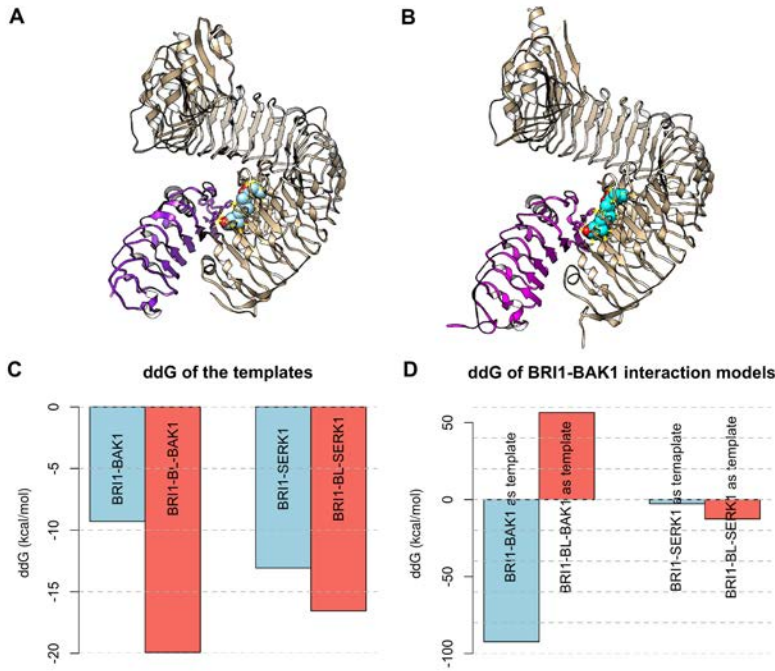 A
B
C
ddG of the templates
ddG (kcal/mol)
0
-5
-10
-15
-20
BRI1-BAK1
BRI1-BL-BAK1
BRI1-SERK1
BRI1-BL-SERK1
D
ddG of BRI1-BAK1 interaction models
ddG (kcal/mol)
50
0
-50
-100
BRI1-BAK1 as template
BRI1-BL-BAK1 as template
BRI1-SERK1 as temaplate
BRI1-BL-SERK1 as template